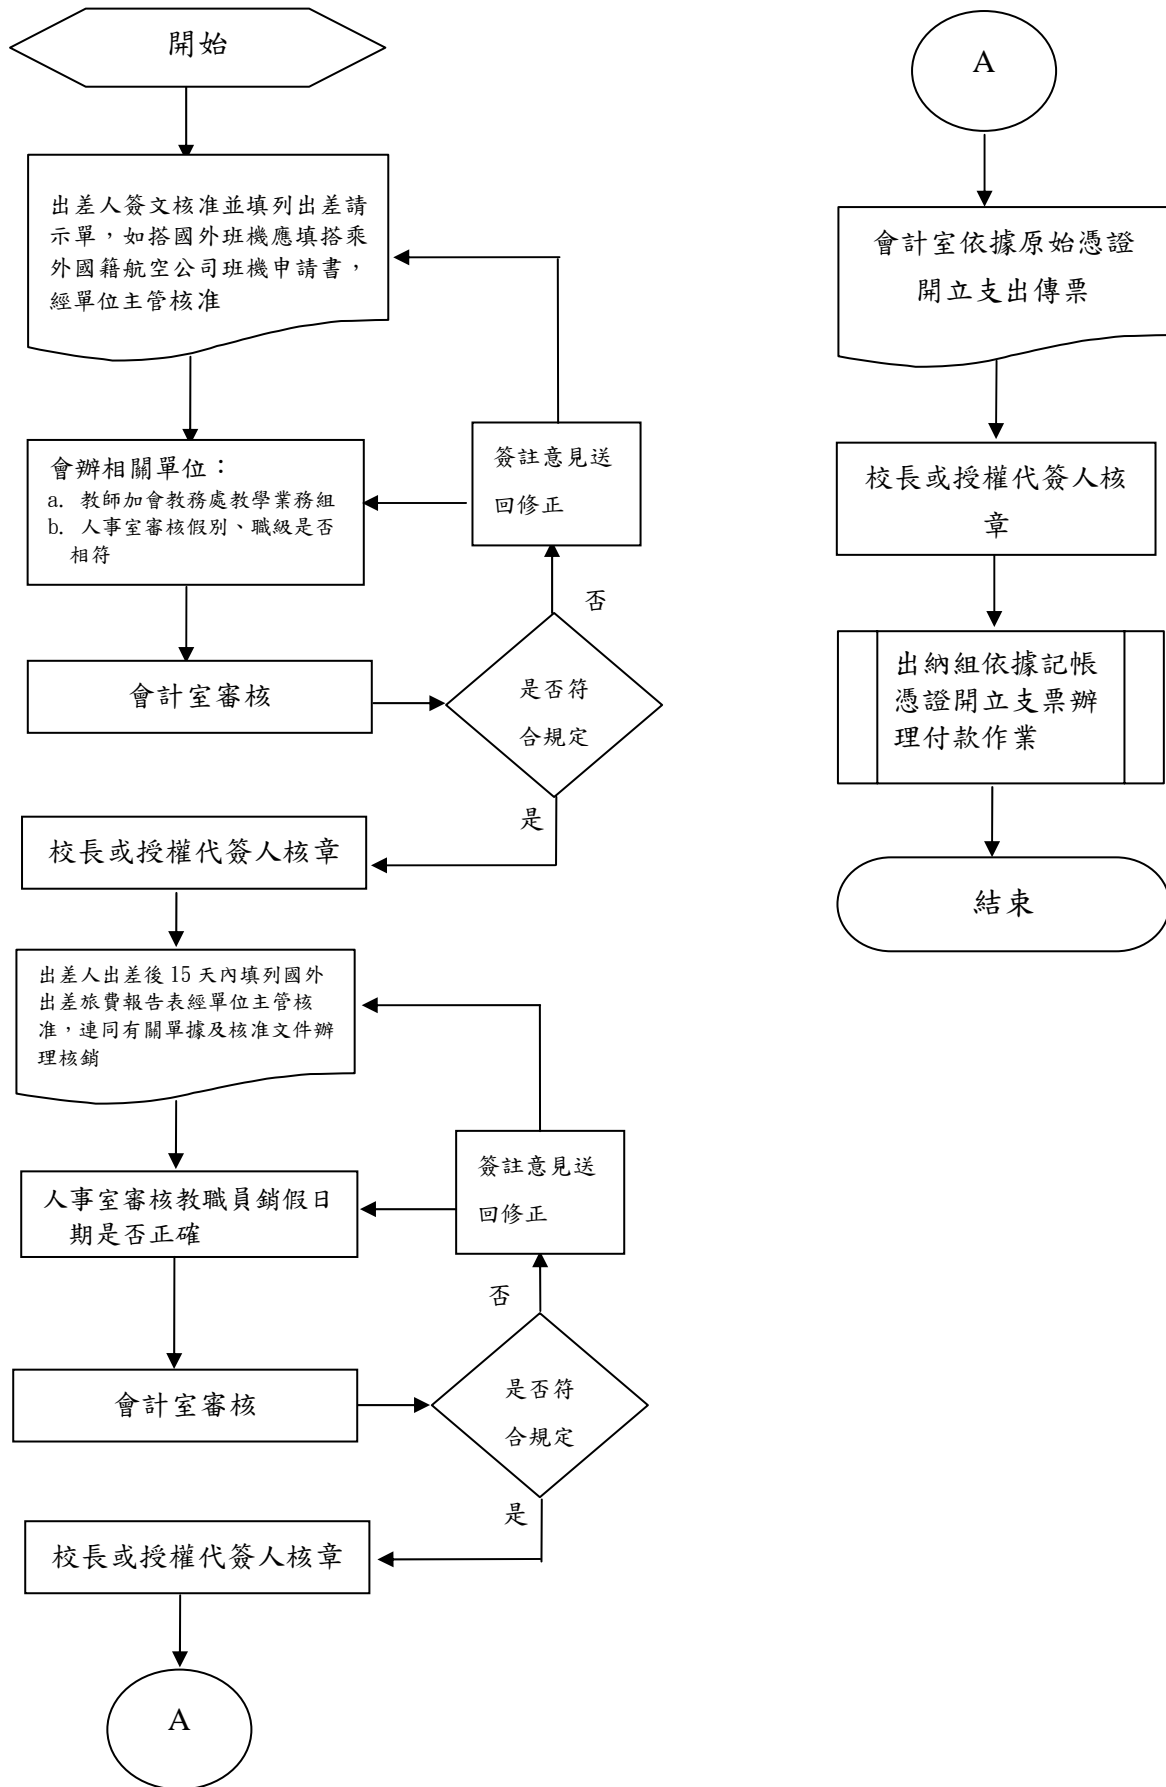 開始
出差人簽文核准並填列出差請
示單，如搭國外班機應填搭乘
外國籍航空公司班機申請書，
經單位主管核准
會辦相關單位：
a. 教師加會教務處教學業務組
b. 人事室審核假別、職級是否
相符
簽註意見送
回修正
否
會計室審核
是否符
合規定
是
校長或授權代簽人核章
出差人出差後 15 天內填列國外
出差旅費報告表經單位主管核
准，連同有關單據及核准文件辦
理核銷
簽註意見送
回修正
人事室審核教職員銷假日
期是否正確
否
會計室審核
是否符
合規定
是
校長或授權代簽人核章
A
A
會計室依據原始憑證
開立支出傳票
校長或授權代簽人核
章
出納組依據記帳
憑證開立支票辦
理付款作業
結束